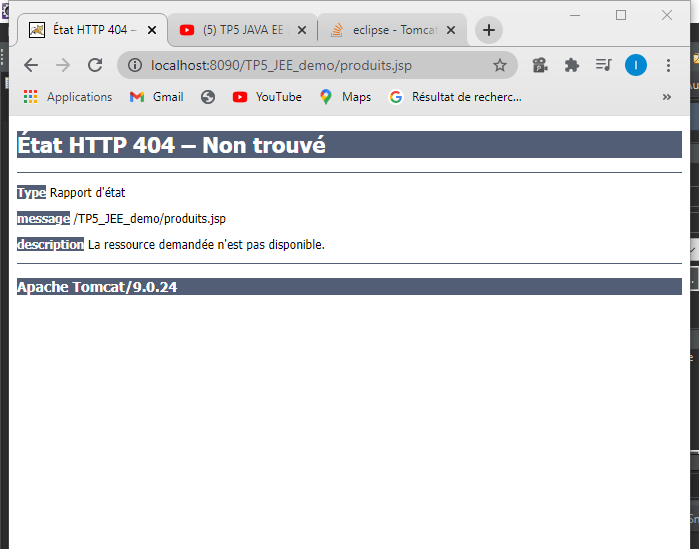 État HTTP 404 –
(5) TP5 JAVA EE
eclipse - Tomcat
localhost:8090/TP5_JEE_demo/produits.jsp
I
Applications
Gmail
YouTube
Maps
Résultat de recherc...
»
État HTTP 404 – Non trouvé
Type Rapport d'état
message /TP5_JEE_demo/produits.jsp
description La ressource demandée n'est pas disponible.
Apache Tomcat/9.0.24